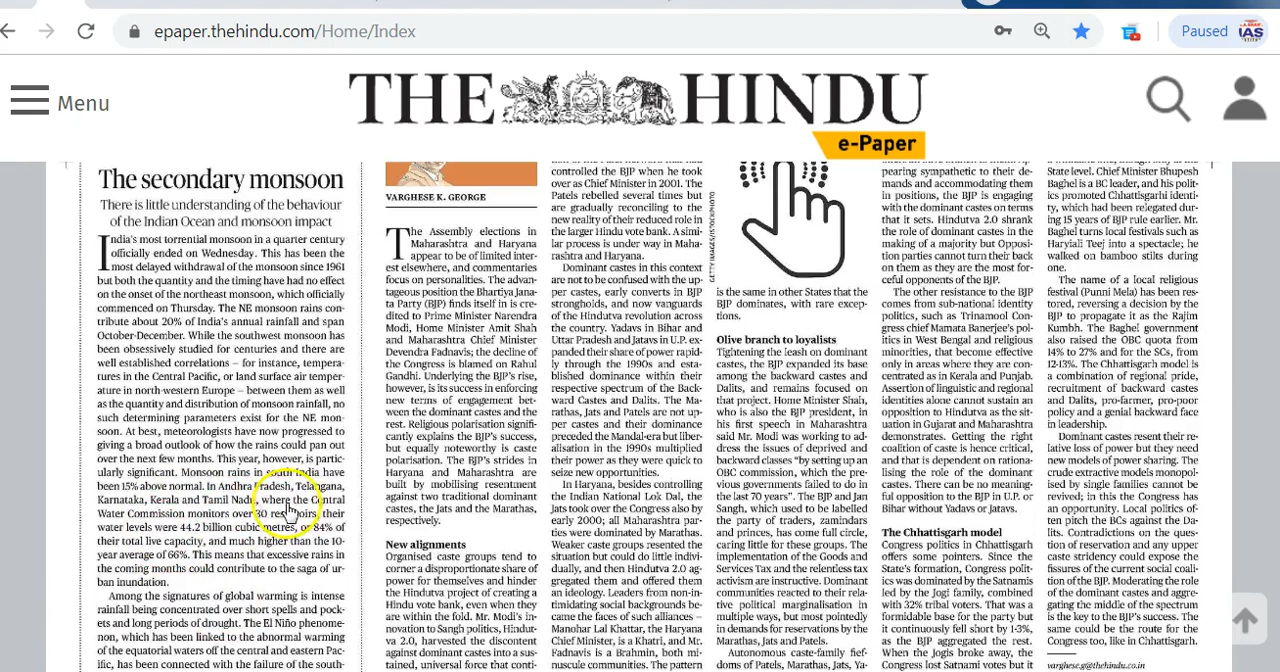 epaper.thehindu.com/Home/Index
Paused
IAS
Menu
THE HINDU
e-Paper
The secondary monsoon
There is little understanding of the behaviour
of the Indian Ocean and monsoon impact
India's most torrential monsoon in a quarter century
officially ended on Wednesday. This has been the
most delayed withdrawal of the monsoon since 1961
but both the quantity and the timing have had no effect
on the onset of the northeast monsoon, which officially
commenced on Thursday. The NE monsoon rains con-
tribute about 20% of India's annual rainfall and span
October-December. While the southwest monsoon has
been obsessively studied for centuries and there are
well established correlations – for instance, tempera-
tures in the Central Pacific, or land surface air temper-
ature in north-western Europe – between them as well
as the quantity and distribution of monsoon rainfall, no
such determining parameters exist for the NE mon-
soon. At best, meteorologists have now progressed to
giving a broad outlook of how the rains could pan out
over the next few months. This year, however, is partic-
ularly significant. Monsoon rains in south India have
been 15% above normal. In Andhra Pradesh, Telangana,
Karnataka, Kerala and Tamil Nadu, where the Central
Water Commission monitors over 30 reservoirs, their
water levels were 44.2 billion cubic metres, or 84% of
their total live capacity, and much higher than the 10-
year average of 66%. This means that excessive rains in
the coming months could contribute to the saga of ur-
ban inundation.
Among the signatures of global warming is intense
rainfall being concentrated over short spells and pock-
ets and long periods of drought. The El Niño phenome-
non, which has been linked to the abnormal warming
of the equatorial waters off the central and eastern Pac-
ific, has been connected with the failure of the south-
VARGHESE K. GEORGE
The Assembly elections in
Maharashtra and Haryana
appear to be of limited inter-
est elsewhere, and commentaries
focus on personalities. The advan-
tageous position the Bhartiya Jana-
ta Party (BJP) finds itself in is cre-
dited to Prime Minister Narendra
Modi, Home Minister Amit Shah
and Maharashtra Chief Minister
Devendra Fadnavis; the decline of
the Congress is blamed on Rahul
Gandhi. Underlying the BJP's rise,
however, is its success in enforcing
new terms of engagement bet-
ween the dominant castes and the
rest. Religious polarisation signifi-
cantly explains the BJP's success,
but equally noteworthy is caste
polarisation. The BJP's strides in
Haryana and Maharashtra are
built by mobilising resentment
against two traditional dominant
castes, the Jats and the Marathas,
respectively.
New alignments
Organised caste groups tend to
corner a disproportionate share of
power for themselves and hinder
the Hindutva project of creating a
Hindu vote bank, even when they
are within the fold. Mr. Modi's inn-
ovation to Sangh politics, Hindut-
va 2.0, harvested the discontent
against dominant castes into a sus-
tained, universal force that conti-
controlled the BJP when he took
over as Chief Minister in 2001. The
Patels rebelled several times but
are gradually reconciling to the
new reality of their reduced role in
the larger Hindu vote bank. A simi-
lar process is under way in Maha-
rashtra and Haryana.
Dominant castes in this context
are not to be confused with the up-
per castes, early converts in BJP
strongholds, and now vanguards
of the Hindutva revolution across
the country. Yadavs in Bihar and
Uttar Pradesh and Jatavs in U.P. ex-
panded their share of power rapid-
ly through the 1990s and esta-
blished dominance within their
respective spectrum of the Back-
ward Castes and Dalits. The Ma-
rathas, Jats and Patels are not up-
per castes and their dominance
preceded the Mandal-era but liber-
alisation in the 1990s multiplied
their power as they were quick to
seize new opportunities.
In Haryana, besides controlling
the Indian National Lok Dal, the
Jats took over the Congress also by
early 2000; all Maharashtra par-
ties were dominated by Marathas.
Weaker caste groups resented the
situation but could do little indivi-
dually, and then Hindutva 2.0 ag-
gregated them and offered them
an ideology. Leaders from non-in-
timidating social backgrounds be-
came the faces of such alliances —
Manohar Lal Khattar, the Haryana
Chief Minister, is a Khatri, and Mr.
Fadnavis is a Brahmin, both mi-
nuscule communities. The pattern
GETTY IMAGES/ISTOCKPHOTO
is the same in other States that the
BJP dominates, with rare excep-
tions.
Olive branch to loyalists
Tightening the leash on dominant
castes, the BJP expanded its base
among the backward castes and
Dalits, and remains focused on
that project. Home Minister Shah,
who is also the BJP president, in
his first speech in Maharashtra
said Mr. Modi was working to ad-
dress the issues of deprived and
backward classes “by setting up an
OBC commission, which the pre-
vious governments failed to do in
the last 70 years”. The BJP and Jan
Sangh, which used to be labelled
the party of traders, zamindars
and princes, has come full circle,
caring little for these groups. The
implementation of the Goods and
Services Tax and the relentless tax
activism are instructive. Dominant
communities reacted to their rela-
tive political marginalisation in
multiple ways, but most pointedly
in demands for reservations by the
Marathas, Jats and Patels.
Autonomous caste-family fief-
doms of Patels, Marathas, Jats, Ya-
pearing sympathetic to their de-
mands and accommodating them
in positions, the BJP is engaging
with the dominant castes on terms
that it sets. Hindutva 2.0 shrank
the role of dominant castes in the
making of a majority but Opposi-
tion parties cannot turn their back
on them as they are the most for-
ceful opponents of the BJP.
The other resistance to the BJP
comes from sub-national identity
politics, such as Trinamool Con-
gress chief Mamata Banerjee's pol-
itics in West Bengal and religious
minorities, that become effective
only in areas where they are con-
centrated as in Kerala and Punjab.
Assertion of linguistic and regional
identities alone cannot sustain an
opposition to Hindutva as the sit-
uation in Gujarat and Maharashtra
demonstrates. Getting the right
coalition of caste is hence critical,
and that is dependent on rationa-
lising the role of the dominant
castes. There can be no meaning-
ful opposition to the BJP in U.P. or
Bihar without Yadavs or Jatavs.
The Chhattisgarh model
Congress politics in Chhattisgarh
offers some pointers. Since the
State's formation, Congress polit-
ics was dominated by the Satnamis
led by the Jogi family, combined
with 32% tribal voters. That was a
formidable base for the party but
it continuously fell short by 1-3%,
as the BJP aggregated the rest.
When the Jogis broke away, the
Congress lost Satnami votes but it
State level. Chief Minister Bhupesh
Baghel is a BC leader, and his polit-
ics promoted Chhattisgarhi identi-
ty, which had been relegated dur-
ing 15 years of BJP rule earlier. Mr.
Baghel turns local festivals such as
Haryiali Teej into a spectacle; he
walked on bamboo stilts during
one.
The name of a local religious
festival (Punni Mela) has been res-
tored, reversing a decision by the
BJP to propagate it as the Rajim
Kumbh. The Baghel government
also raised the OBC quota from
14% to 27% and for the SCs, from
12-13%. The Chhattisgarh model is
a combination of regional pride,
recruitment of backward castes
and Dalits, pro-farmer, pro-poor
policy and a genial backward face
in leadership.
Dominant castes resent their re-
lative loss of power but they need
new models of power sharing. The
crude extractive models monopol-
ised by single families cannot be
revived; in this the Congress has
an opportunity. Local politics of-
ten pitch the BCs against the Da-
lits. Contradictions on the ques-
tion of reservation and any upper
caste stridency could expose the
fissures of the current social coali-
tion of the BJP. Moderating the role
of the dominant castes and aggre-
gating the middle of the spectrum
is the key to BJP's success. The
same could be the route for the
Congress too, like in Chhattisgarh.
varghese.g@thehindu.co.in